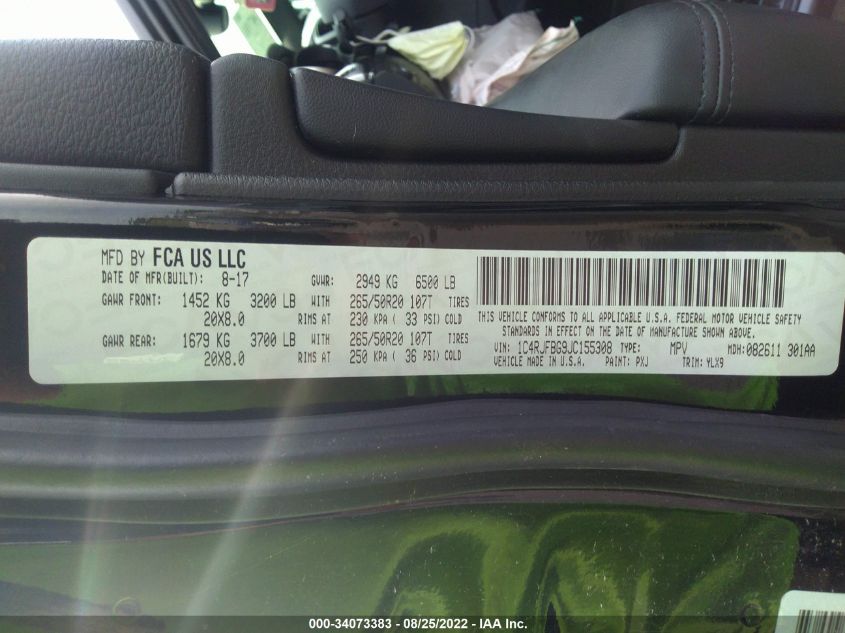 MFD BY FCA US LLC
DATE OF MFR(BUILT): 8-17 GVWR: 2949 KG 6500 LB
GAWR FRONT: 1452 KG 3200 LB WITH 265/50R20 107T TIRES
20X8.0 RIMS AT 230 KPA ( 33 PSI) COLD
GAWR REAR: 1679 KG 3700 LB WITH 265/50R20 107T TIRES
20X8.0 RIMS AT 250 KPA ( 36 PSI) COLD
THIS VEHICLE CONFORMS TO ALL APPLICABLE U.S.A. FEDERAL MOTOR VEHICLE SAFETY
STANDARDS IN EFFECT ON THE DATE OF MANUFACTURE SHOWN ABOVE.
VIN: 1C4RJFBG9JC155308 TYPE: MPV MDH: 082611 301AA
VEHICLE MADE IN U.S.A. PAINT: PXJ TRIM: YLX9
000-34073383 - 08/25/2022 - IAA Inc.